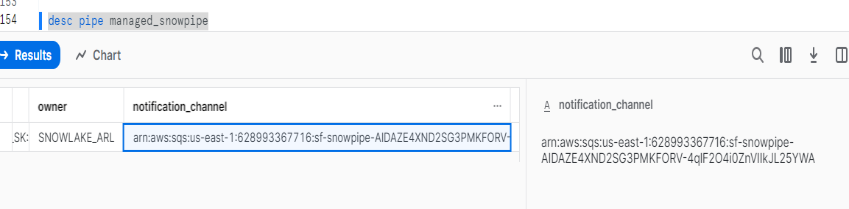 153
154 desc pipe managed_snowpipe
Results Chart
owner notification_channel ...
_SK: SNOWLAKE_ARL arn:aws:sqs:us-east-1:628993367716:sf-snowpipe-AIDAZE4XND2SG3PMKFORV-
A notification_channel
arn:aws:sqs:us-east-1:628993367716:sf-snowpipe-
AIDAZE4XND2SG3PMKFORV-4qIF2O4i0ZnVIIkJL25YWA